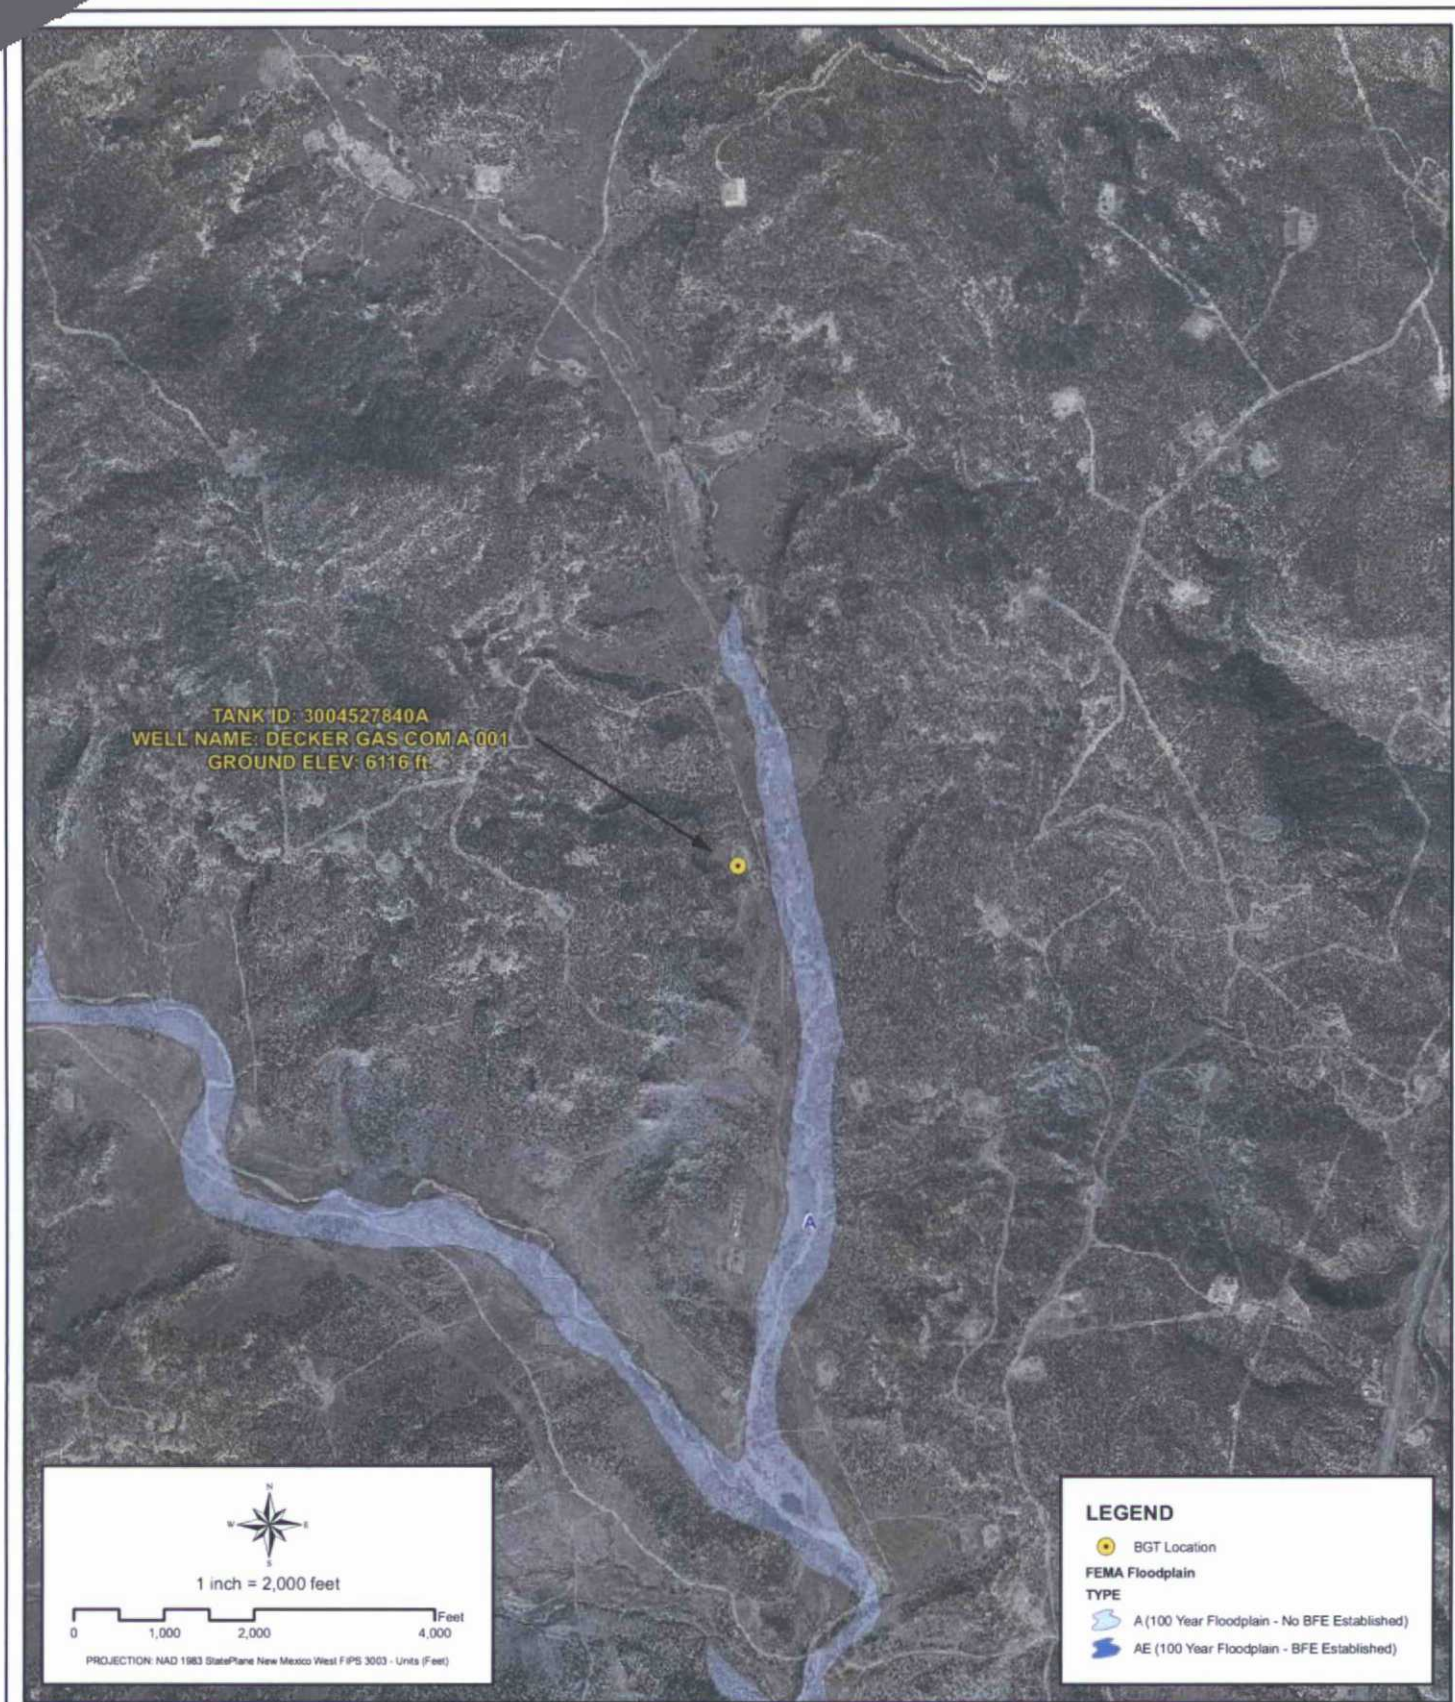 TANK ID: 3004527840A
WELL NAME: DECKER GAS COM A 001
GROUND ELEV: 6116 ft.
A
N
W E
S
1 inch = 2,000 feet
Feet
0 1,000 2,000 4,000
PROJECTION: NAD 1983 StatePlane New Mexico West FIPS 3003 - Units (Feet)
LEGEND
BGT Location
FEMA Floodplain
TYPE
A (100 Year Floodplain - No BFE Established)
AE (100 Year Floodplain - BFE Established)